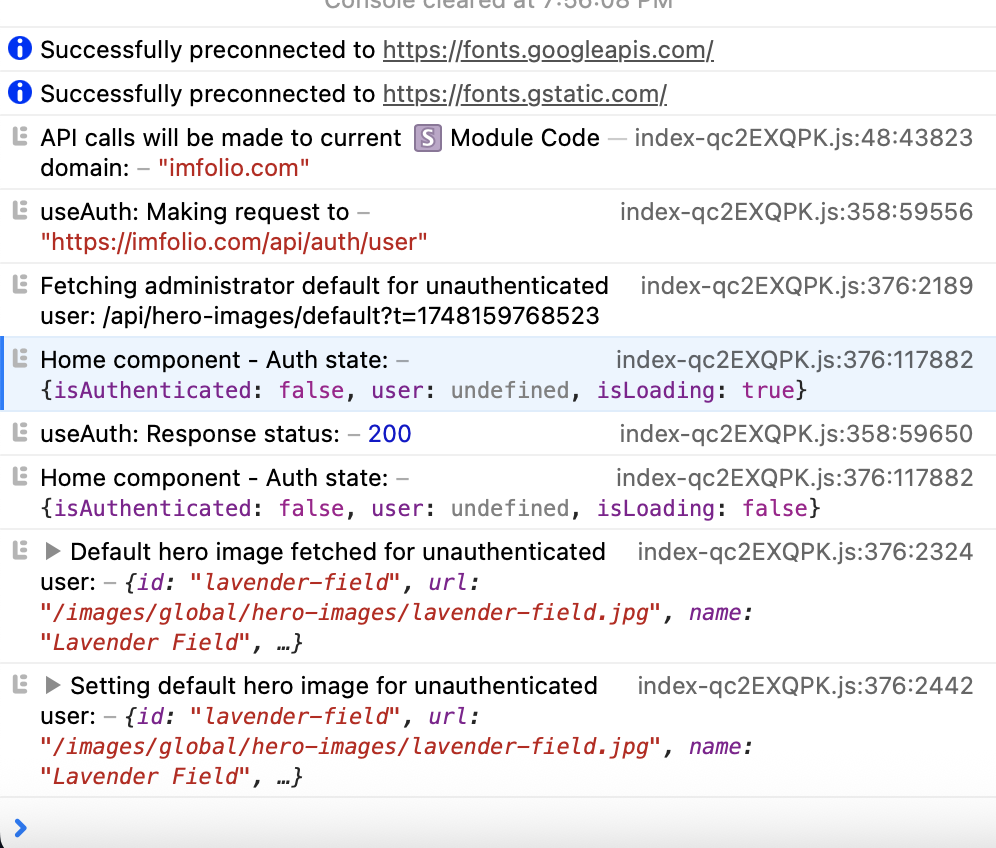 Console cleared at 7:56:08 PM
Successfully preconnected to https://fonts.googleapis.com/
Successfully preconnected to https://fonts.gstatic.com/
API calls will be made to current S Module Code — index-qc2EXQPK.js:48:43823
domain: – "imfolio.com"
useAuth: Making request to – index-qc2EXQPK.js:358:59556
"https://imfolio.com/api/auth/user"
Fetching administrator default for unauthenticated index-qc2EXQPK.js:376:2189
user: /api/hero-images/default?t=1748159768523
Home component - Auth state: – index-qc2EXQPK.js:376:117882
{isAuthenticated: false, user: undefined, isLoading: true}
useAuth: Response status: – 200 index-qc2EXQPK.js:358:59650
Home component - Auth state: – index-qc2EXQPK.js:376:117882
{isAuthenticated: false, user: undefined, isLoading: false}
Default hero image fetched for unauthenticated index-qc2EXQPK.js:376:2324
user: – {id: "lavender-field", url:
"/images/global/hero-images/lavender-field.jpg", name:
"Lavender Field", …}
Setting default hero image for unauthenticated index-qc2EXQPK.js:376:2442
user: – {id: "lavender-field", url:
"/images/global/hero-images/lavender-field.jpg", name:
"Lavender Field", …}